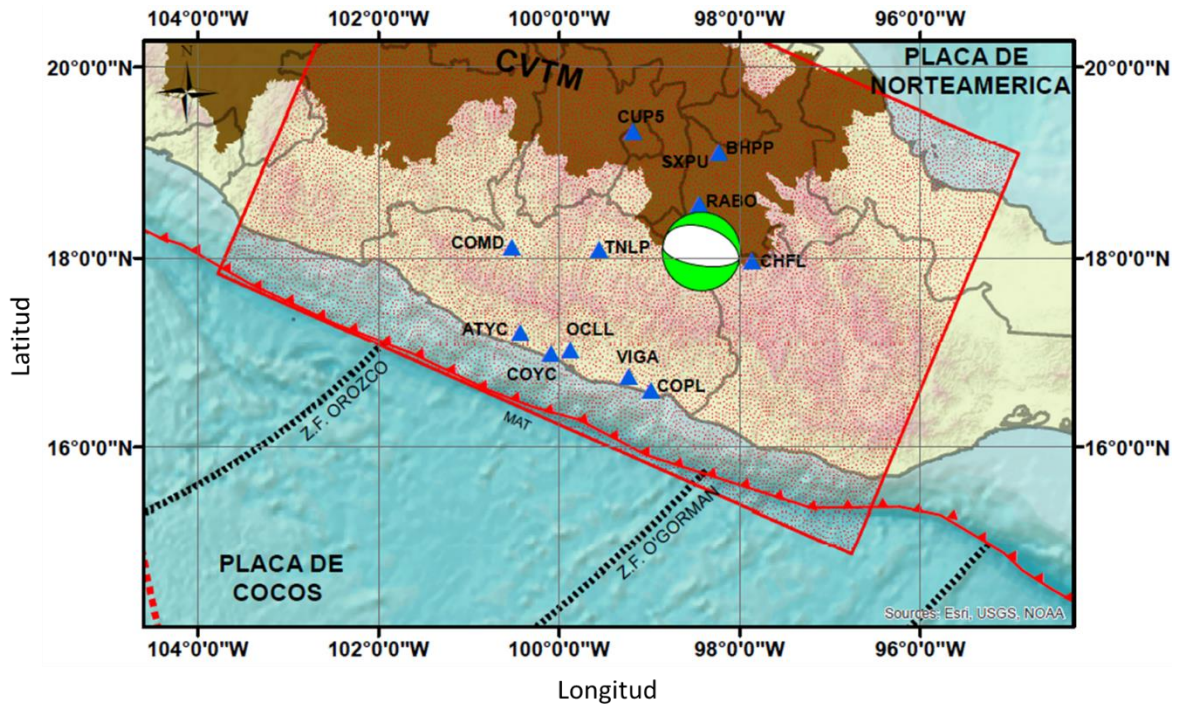 104°0'0"W 102°0'0"W 100°0'0"W 98°0'0"W 96°0'0"W
20°0'0"N
N
CVTM
PLACA DE
NORTEAMERICA
20°0'0"N
CUP5
BHPP
SXPU
RABO
COMD
TNLP
CHFL
18°0'0"N
18°0'0"N
ATYC
OCLL
COYC
VIGA
COPL
Z.F. OROZCO
MAT
16°0'0"N
16°0'0"N
Z.F. O'GORMAN
PLACA DE
COCOS
Sources: Esri, USGS, NOAA
104°0'0"W 102°0'0"W 100°0'0"W 98°0'0"W 96°0'0"W
Latitud
Longitud